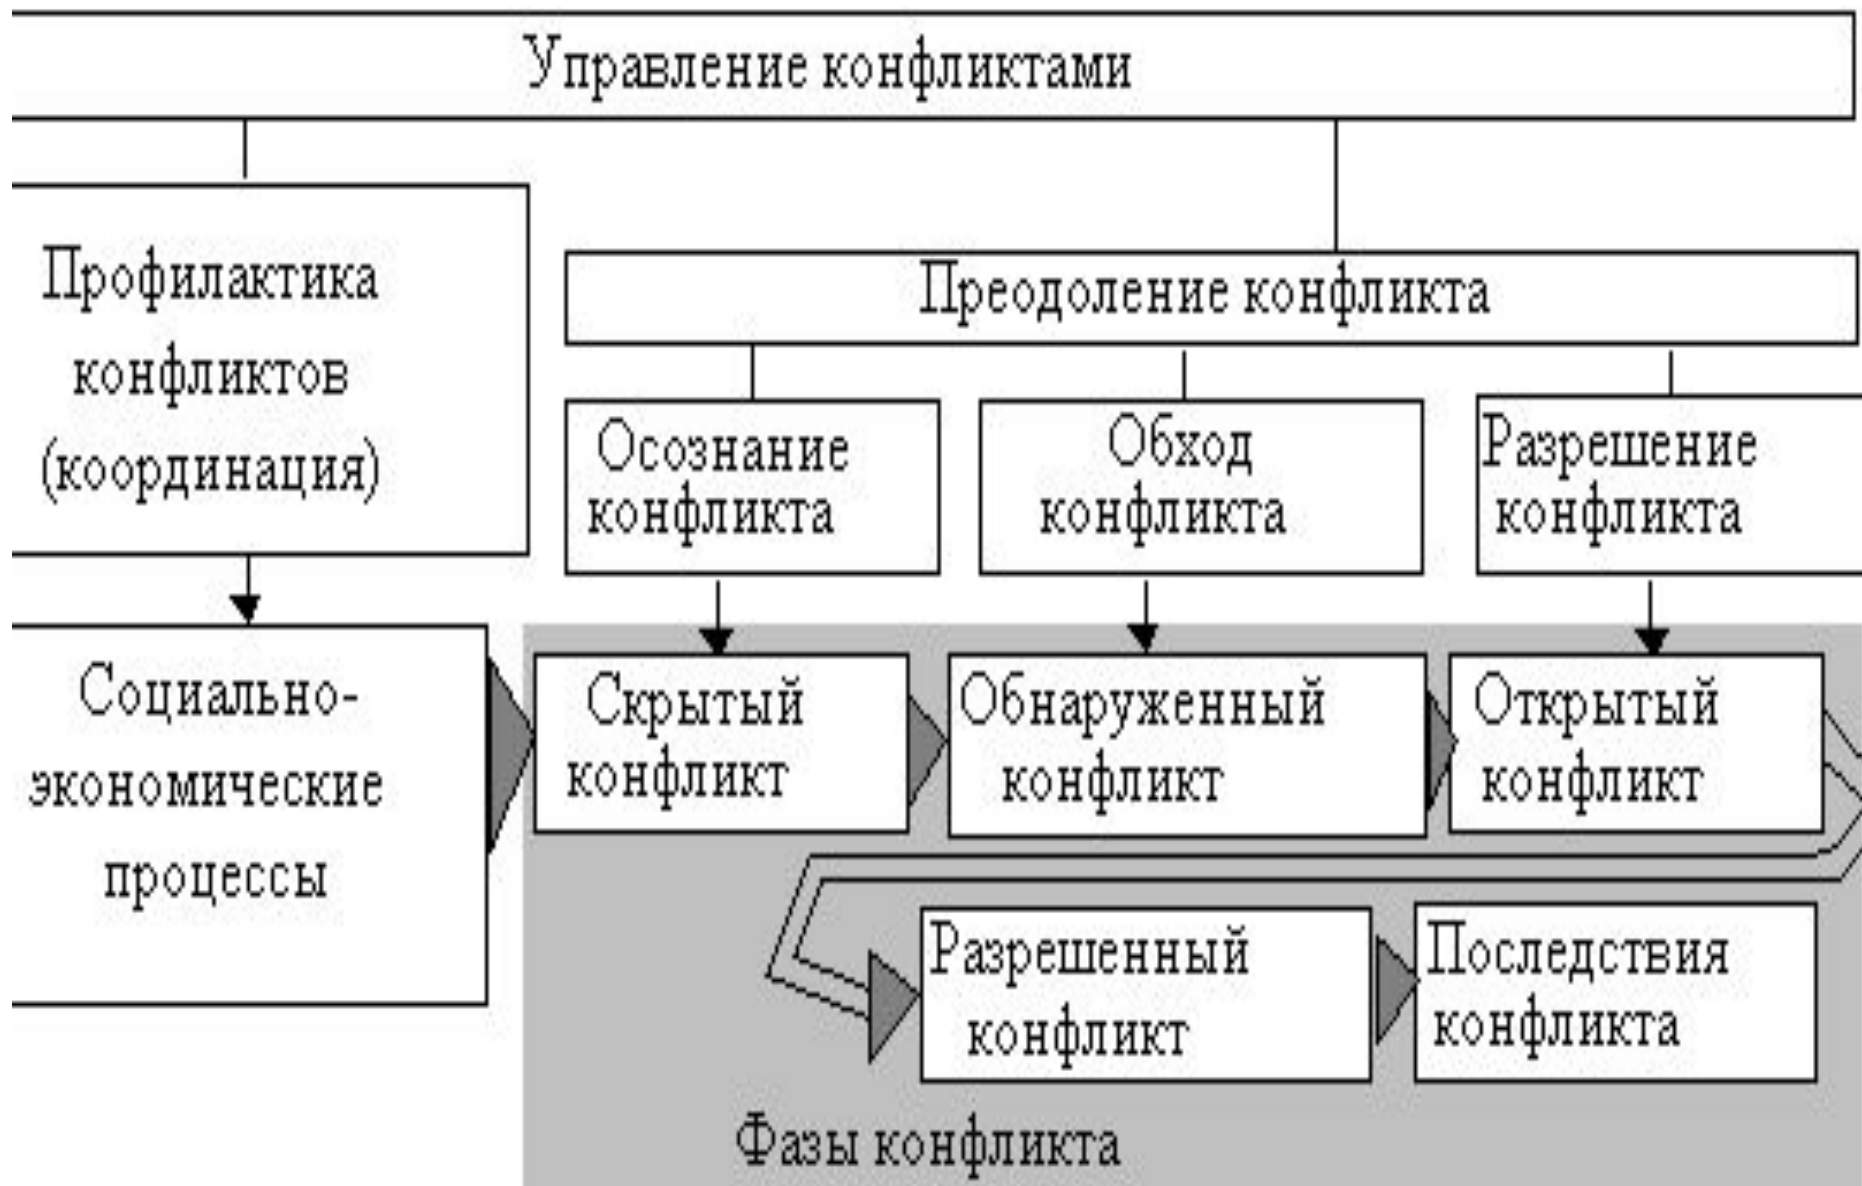 Управление конфликтами
Профилактика
конфликтов
(координация)
Преодоление конфликта
Осознание
конфликта
Обход
конфликта
Разрешение
конфликта
Социально-
экономические
процессы
Скрытый
конфликт
Обнаруженный
конфликт
Открытый
конфликт
Разрешенный
конфликт
Последствия
конфликта
Фазы конфликта